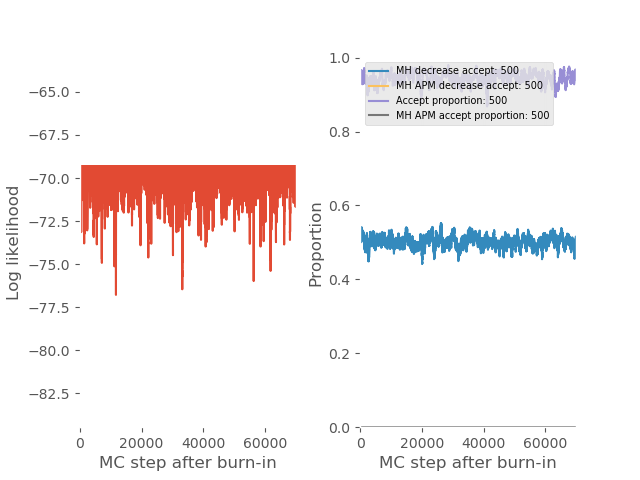 −65.0
−67.5
−70.0
−72.5
−75.0
−77.5
−80.0
−82.5
Log likelihood
0
20000
40000
60000
MC step after burn-in
1.0
0.8
0.6
0.4
0.2
0.0
Proportion
MH decrease accept: 500
MH APM decrease accept: 500
Accept proportion: 500
MH APM accept proportion: 500
0
20000
40000
60000
MC step after burn-in